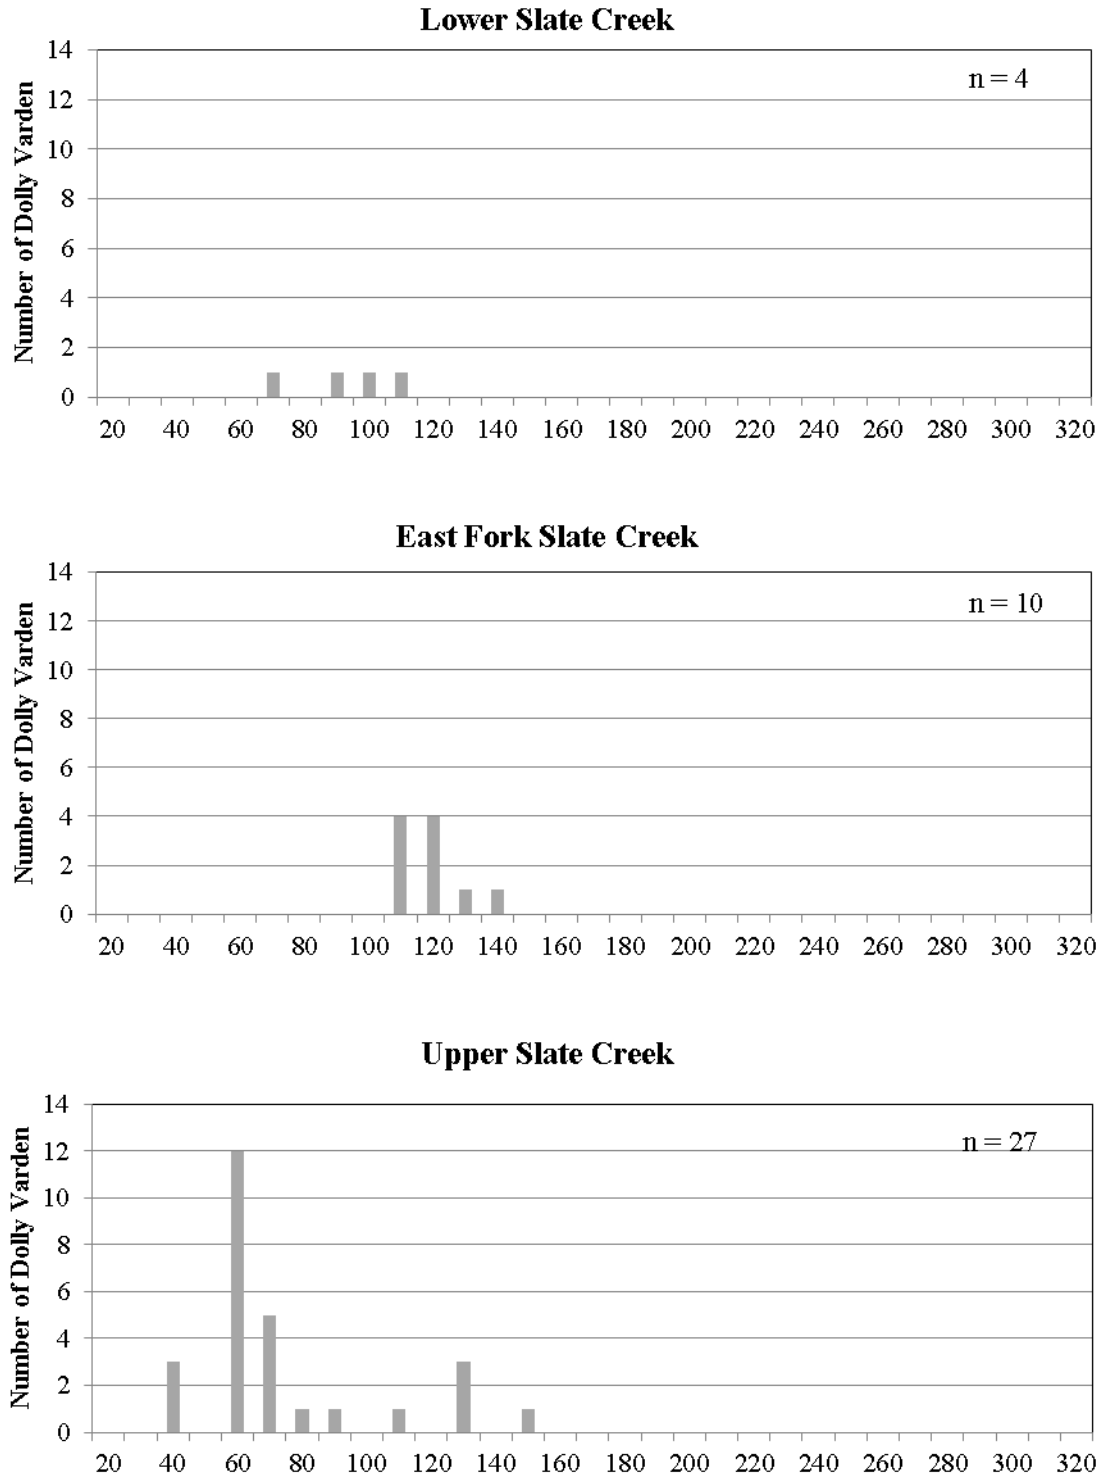 Lower Slate Creek
n = 4
Number of Dolly Varden
14
12
10
8
6
4
2
0
20 40 60 80 100 120 140 160 180 200 220 240 260 280 300 320
East Fork Slate Creek
n = 10
Number of Dolly Varden
14
12
10
8
6
4
2
0
20 40 60 80 100 120 140 160 180 200 220 240 260 280 300 320
Upper Slate Creek
n = 27
Number of Dolly Varden
14
12
10
8
6
4
2
0
20 40 60 80 100 120 140 160 180 200 220 240 260 280 300 320